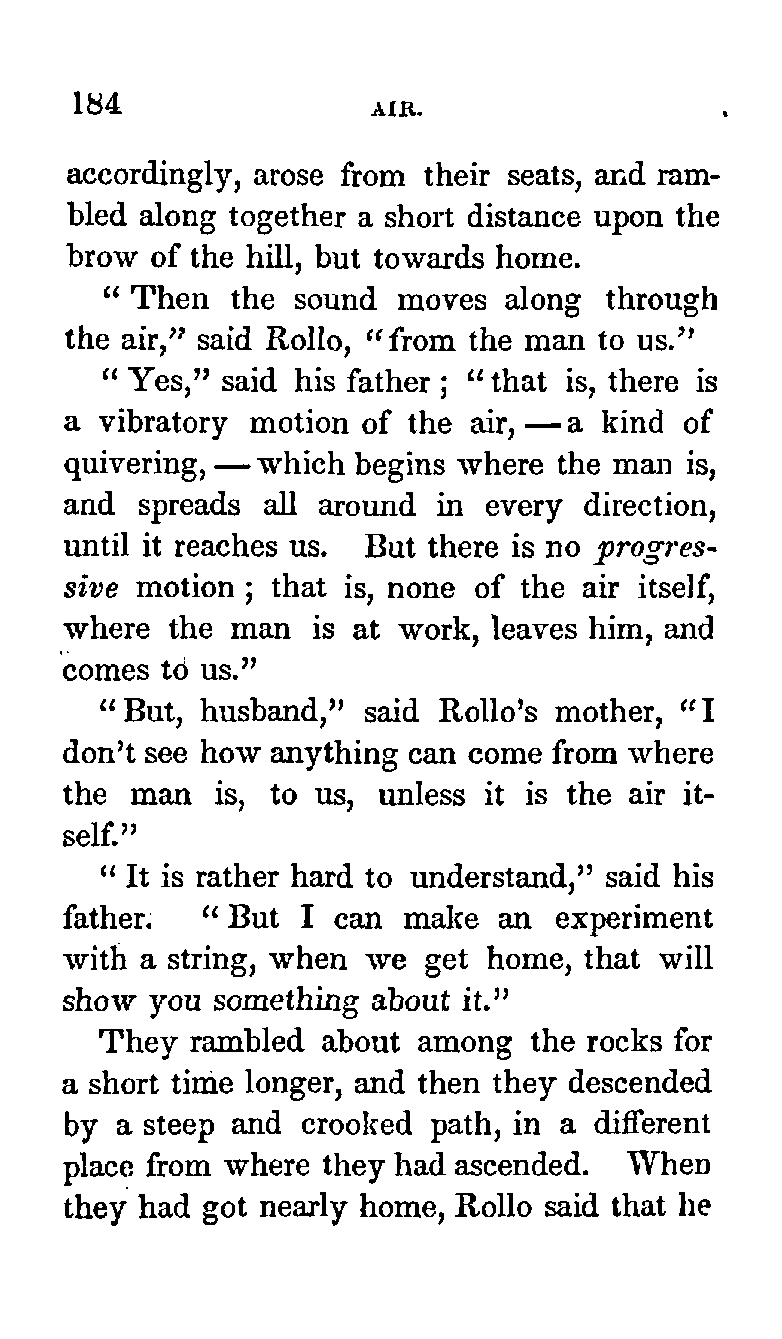 184 AIR.
accordingly, arose from their seats, and ram-
bled along together a short distance upon the
brow of the hill, but towards home.
“ Then the sound moves along through
the air,” said Rollo, “from the man to us.”
“ Yes,” said his father ; “ that is, there is
a vibratory motion of the air, — a kind of
quivering, — which begins where the man is,
and spreads all around in every direction,
until it reaches us. But there is no progres-
sive motion ; that is, none of the air itself,
where the man is at work, leaves him, and
comes to us.”
“ But, husband,” said Rollo’s mother, “I
don’t see how anything can come from where
the man is, to us, unless it is the air it-
self.”
“ It is rather hard to understand,” said his
father. “ But I can make an experiment
with a string, when we get home, that will
show you something about it.”
They rambled about among the rocks for
a short time longer, and then they descended
by a steep and crooked path, in a different
place from where they had ascended. When
they had got nearly home, Rollo said that he